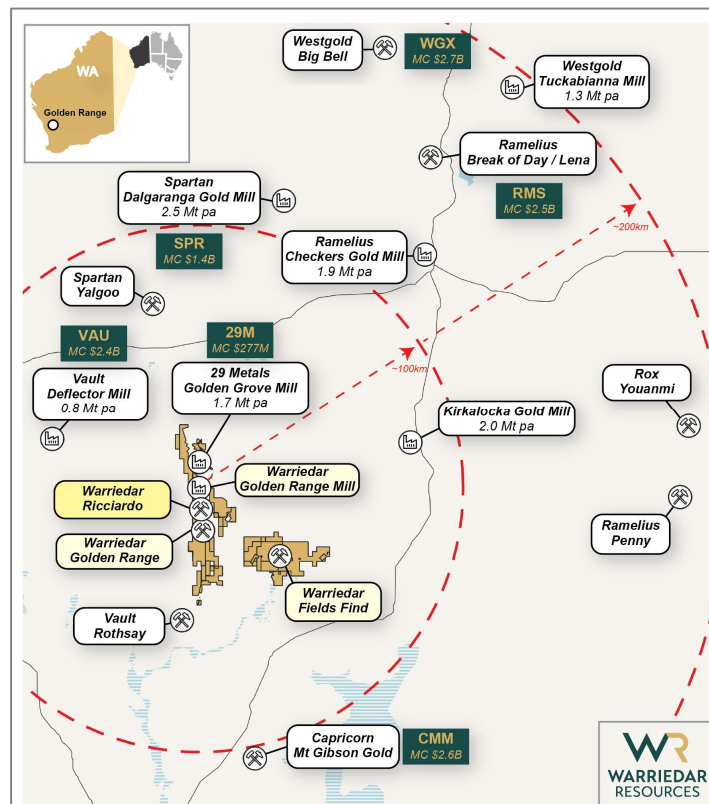 WA
Golden Range
Westgold
Big Bell
WGX
MC $2.7B
Westgold
Tuckabianna Mill
1.3 Mt pa
Ramelius
Break of Day / Lena
RMS
MC $2.5B
~200km
Spartan
Dalgaranga Gold Mill
2.5 Mt pa
SPR
MC $1.4B
Ramelius
Checkers Gold Mill
1.9 Mt pa
Spartan
Yalgoo
VAU
MC $2.4B
29M
MC $277M
~100km
Vault
Deflector Mill
0.8 Mt pa
29 Metals
Golden Grove Mill
1.7 Mt pa
Kirkalocka Gold Mill
2.0 Mt pa
Rox
Youanmi
Warriedar
Golden Range Mill
Warriedar
Ricciardo
Ramelius
Penny
Warriedar
Golden Range
Warriedar
Fields Find
Vault
Rothsay
Capricorn
Mt Gibson Gold
CMM
MC $2.6B
WR
WARRIEDAR
RESOURCES